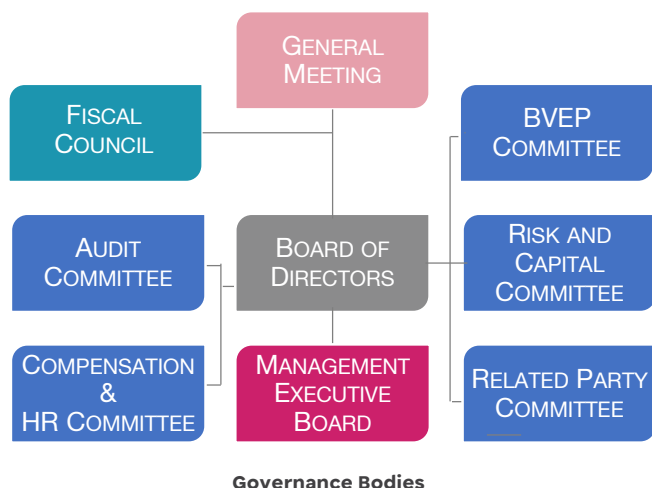 GENERAL
MEETING
FISCAL
COUNCIL
BVEP
COMMITTEE
AUDIT
COMMITTEE
BOARD OF
DIRECTORS
RISK AND
CAPITAL
COMMITTEE
COMPENSATION
&
HR COMMITTEE
MANAGEMENT
EXECUTIVE
BOARD
RELATED PARTY
COMMITTEE
Governance Bodies